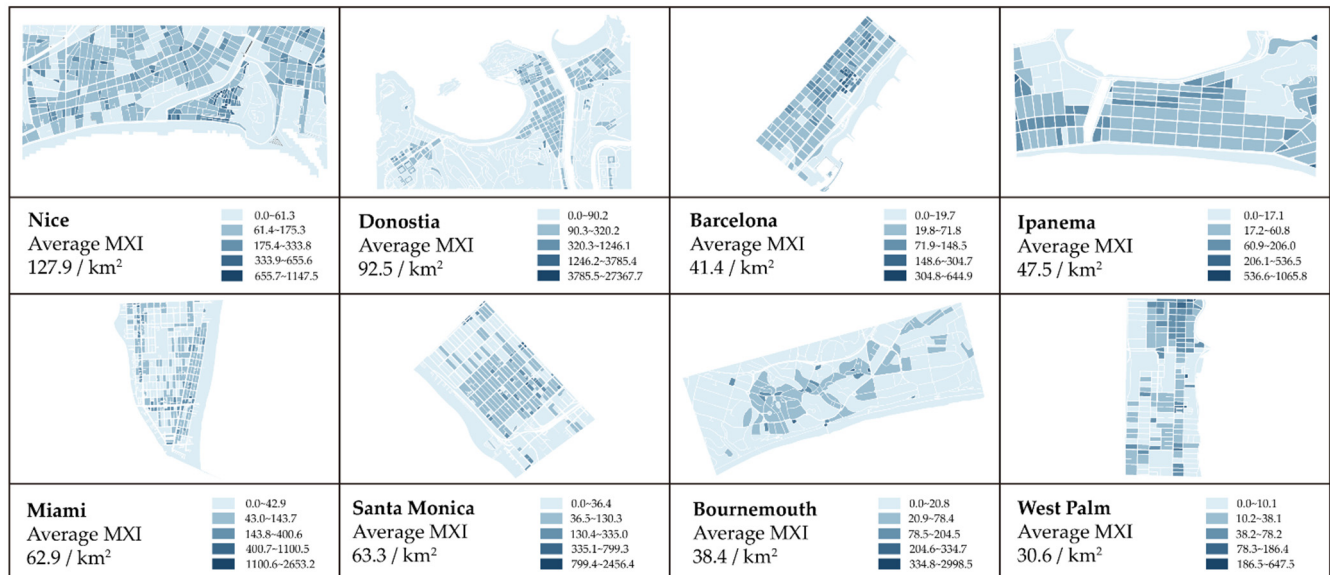 Nice
Average MXI
127.9 / km²
0.0~61.3
61.4~175.3
175.4~333.8
333.9~655.6
655.7~1147.5
Donostia
Average MXI
92.5 / km²
0.0~90.2
90.3~320.2
320.3~1246.1
1246.2~3785.4
3785.5~27367.7
Barcelona
Average MXI
41.4 / km²
0.0~19.7
19.8~71.8
71.9~148.5
148.6~304.7
304.8~644.9
Ipanema
Average MXI
47.5 / km²
0.0~17.1
17.2~60.8
60.9~206.0
206.1~536.5
536.6~1065.8
Miami
Average MXI
62.9 / km²
0.0~42.9
43.0~143.7
143.8~400.6
400.7~1100.5
1100.6~2653.2
Santa Monica
Average MXI
63.3 / km²
0.0~36.4
36.5~130.3
130.4~335.0
335.1~799.3
799.4~2456.4
Bournemouth
Average MXI
38.4 / km²
0.0~20.8
20.9~78.4
78.5~204.5
204.6~334.7
334.8~2998.5
West Palm
Average MXI
30.6 / km²
0.0~10.1
10.2~38.1
38.2~78.2
78.3~186.4
186.5~647.5